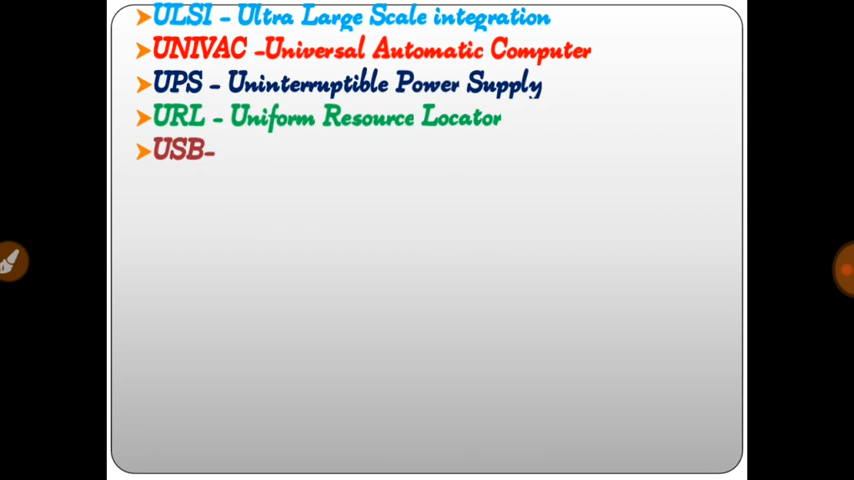 ULSI - Ultra Large Scale integration
UNIVAC -Universal Automatic Computer
UPS - Uninterruptible Power Supply
URL - Uniform Resource Locator
USB-